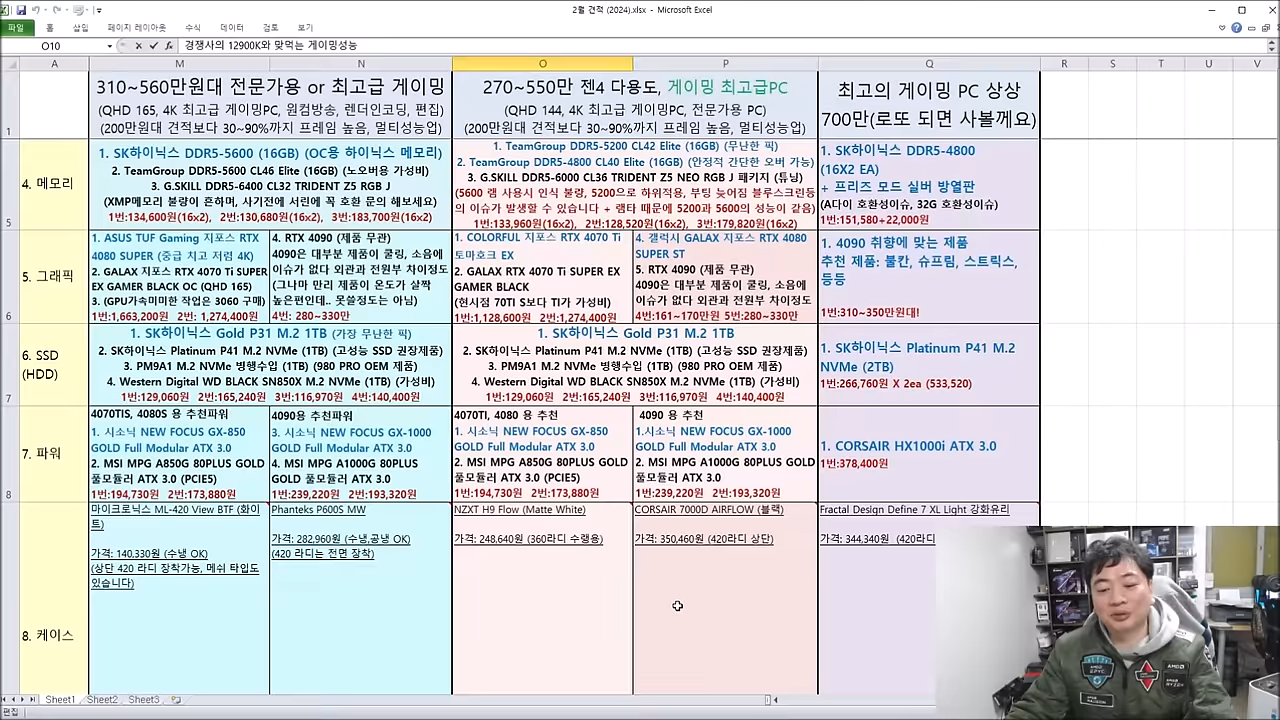 2월 견적 (2024).xlsx - Microsoft Excel
파일 홈 삽입 페이지 레이아웃 수식 데이터 검토 보기
O10 경쟁사의 12900K와 맞먹는 게이밍성능
A M N O P Q R S T U V
1
310~560만원대 전문가용 or 최고급 게이밍
(QHD 165, 4K 최고급 게이밍PC, 원컴방송, 렌더인코딩, 편집)
(200만원대 견적보다 30~90%까지 프레임 높음, 멀티성능업)
270~550만 젠4 다용도, 게이밍 최고급PC
(QHD 144, 4K 최고급 게이밍PC, 전문가용 PC)
(200만원대 견적보다 30~90%까지 프레임 높음, 멀티성능업)
최고의 게이밍 PC 상상
700만(로또 되면 사볼께요)
4. 메모리
5
1. SK하이닉스 DDR5-5600 (16GB) (OC용 하이닉스 메모리)
2. TeamGroup DDR5-5600 CL46 Elite (16GB) (노오버용 가성비)
3. G.SKILL DDR5-6400 CL32 TRIDENT Z5 RGB J
(XMP메모리 불량이 흔하며, 사기전에 서린에 꼭 호환 문의 해보세요)
1번:134,600원(16x2), 2번:130,680원(16x2), 3번:183,700원(16x2)
1. TeamGroup DDR5-5200 CL42 Elite (16GB) (무난한 픽)
2. TeamGroup DDR5-4800 CL40 Elite (16GB) (안정적 간단한 오버 가능)
3. G.SKILL DDR5-6000 CL36 TRIDENT Z5 NEO RGB J 패키지 (튜닝)
(5600 램 사용시 인식 불량, 5200으로 하위적용, 부팅 늦어짐 블루스크린등
의 이슈가 발생할 수 있습니다 + 램타 때문에 5200과 5600의 성능이 같음)
1번:133,960원(16x2), 2번:128,520원(16x2), 3번:179,820원(16x2)
1. SK하이닉스 DDR5-4800
(16X2 EA)
+ 프리즈 모드 실버 방열판
(A다이 호환성이슈, 32G 호환성이슈)
1번:151,580+22,000원
5. 그래픽
6
1. ASUS TUF Gaming 지포스 RTX
4080 SUPER (중급 치고 저렴 4K)
2. GALAX 지포스 RTX 4070 Ti SUPER
EX GAMER BLACK OC (QHD 165)
3. (GPU가속미미한 작업은 3060 구매)
1번:1,663,200원 2번: 1,274,400원
4. RTX 4090 (제품 무관)
4090은 대부분 제품이 쿨링, 소음에
이슈가 없다 외관과 전원부 차이정도
(그나마 만리 제품이 온도가 살짝
높은편인데.. 못쓸정도는 아님)
4번: 280~330만
1. COLORFUL 지포스 RTX 4070 Ti
토마호크 EX
2. GALAX RTX 4070 Ti SUPER EX
GAMER BLACK
(현시점 70TI S보다 TI가 가성비)
1번:1,128,600원 2번: 1,274,400원
4. 갤럭시 GALAX 지포스 RTX 4080
SUPER ST
5. RTX 4090 (제품 무관)
4090은 대부분 제품이 쿨링, 소음에
이슈가 없다 외관과 전원부 차이정도
4번:161~170만원 5번:280~330만
1. 4090 취향에 맞는 제품
추천 제품: 불칸, 슈프림, 스트릭스,
등등
1번:310~350만원대!
6. SSD
(HDD)
7
1. SK하이닉스 Gold P31 M.2 1TB (가장 무난한 픽)
2. SK하이닉스 Platinum P41 M.2 NVMe (1TB) (고성능 SSD 권장제품)
3. PM9A1 M.2 NVMe 병행수입 (1TB) (980 PRO OEM 제품)
4. Western Digital WD BLACK SN850X M.2 NVMe (1TB) (가성비)
1번:129,060원 2번:165,240원 3번:116,970원 4번:140,400원
1. SK하이닉스 Gold P31 M.2 1TB
2. SK하이닉스 Platinum P41 M.2 NVMe (1TB) (고성능 SSD 권장제품)
3. PM9A1 M.2 NVMe 병행수입 (1TB) (980 PRO OEM 제품)
4. Western Digital WD BLACK SN850X M.2 NVMe (1TB) (가성비)
1번:129,060원 2번:165,240원 3번:116,970원 4번:140,400원
1. SK하이닉스 Platinum P41 M.2
NVMe (2TB)
1번:266,760원 X 2ea (533,520)
7. 파워
8
4070TIS, 4080S 용 추천파워
1. 시소닉 NEW FOCUS GX-850
GOLD Full Modular ATX 3.0
2. MSI MPG A850G 80PLUS GOLD
풀모듈러 ATX 3.0 (PCIE5)
1번:194,730원 2번:173,880원
4090용 추천파워
3. 시소닉 NEW FOCUS GX-1000
GOLD Full Modular ATX 3.0
4. MSI MPG A1000G 80PLUS
GOLD 풀모듈러 ATX 3.0
1번:239,220원 2번:193,320원
4070TI, 4080 용 추천
1. 시소닉 NEW FOCUS GX-850
GOLD Full Modular ATX 3.0
2. MSI MPG A850G 80PLUS GOLD
풀모듈러 ATX 3.0 (PCIE5)
1번:194,730원 2번:173,880원
4090 용 추천
1.시소닉 NEW FOCUS GX-1000
GOLD Full Modular ATX 3.0
2. MSI MPG A1000G 80PLUS GOLD
풀모듈러 ATX 3.0
1번:239,220원 2번:193,320원
1. CORSAIR HX1000i ATX 3.0
1번:378,400원
8. 케이스
마이크로닉스 ML-420 View BTF (화이
트)
가격: 140,330원 (수냉 OK)
(상단 420 라디 장착가능, 메쉬 타입도
있습니다)
Phanteks P600S MW
가격: 282,960원 (수냉,공냉 OK)
(420 라디는 전면 장착)
NZXT H9 Flow (Matte White)
가격: 248,640원 (360라디 수랭용)
CORSAIR 7000D AIRFLOW (블랙)
가격: 350,460원 (420라디 상단)
Fractal Design Define 7 XL Light 강화유리
가격: 344,340원 (420라디
AMD
EPYC
AMD
RYZEN
AMD
RADEON
Sheet1 Sheet2 Sheet3
편집